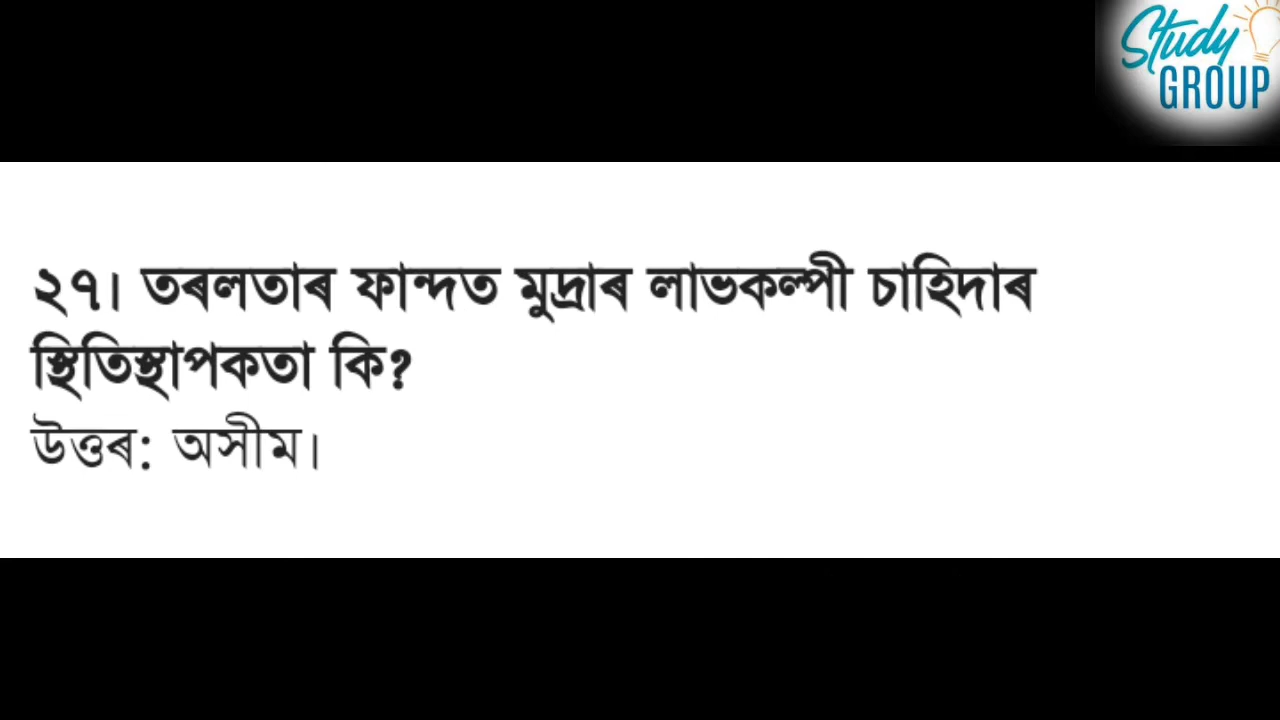 Study
GROUP
২৭। তৰলতাৰ ফান্দত মুদ্ৰাৰ লাভকল্পী চাহিদাৰ
স্থিতিস্থাপকতা কি?
উত্তৰ: অসীম।